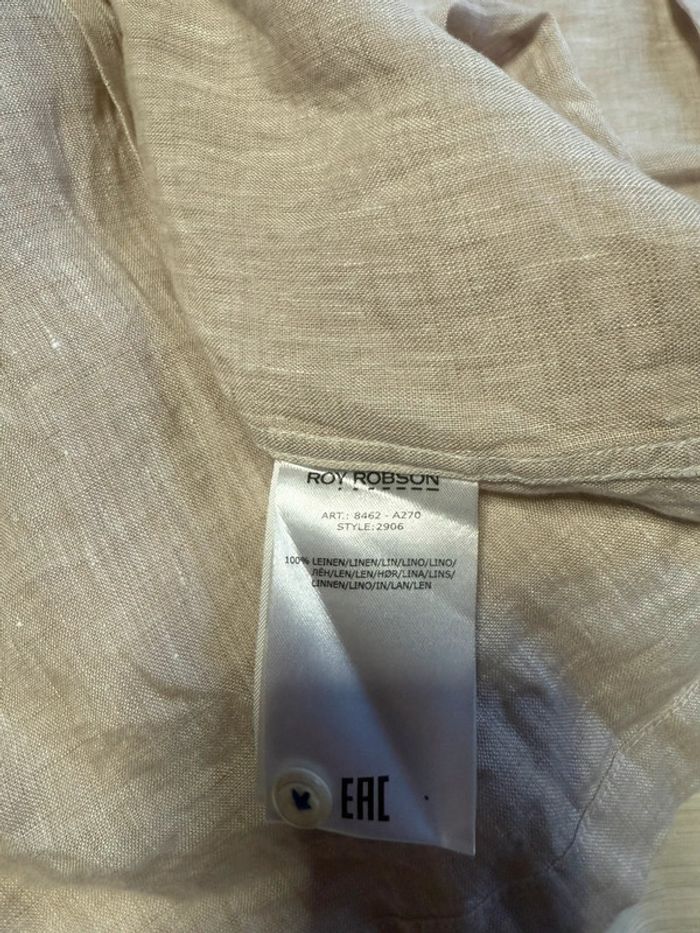 ROY ROBSON
ART.: 8462 - A270
STYLE:2906
100% LEINEN/LINEN/LIN/LINO/LINO/
ЛЁН/LEN/LEN/HØR/LINA/LINS/
LINNEN/LINO/IN/LAN/LEN
EAC